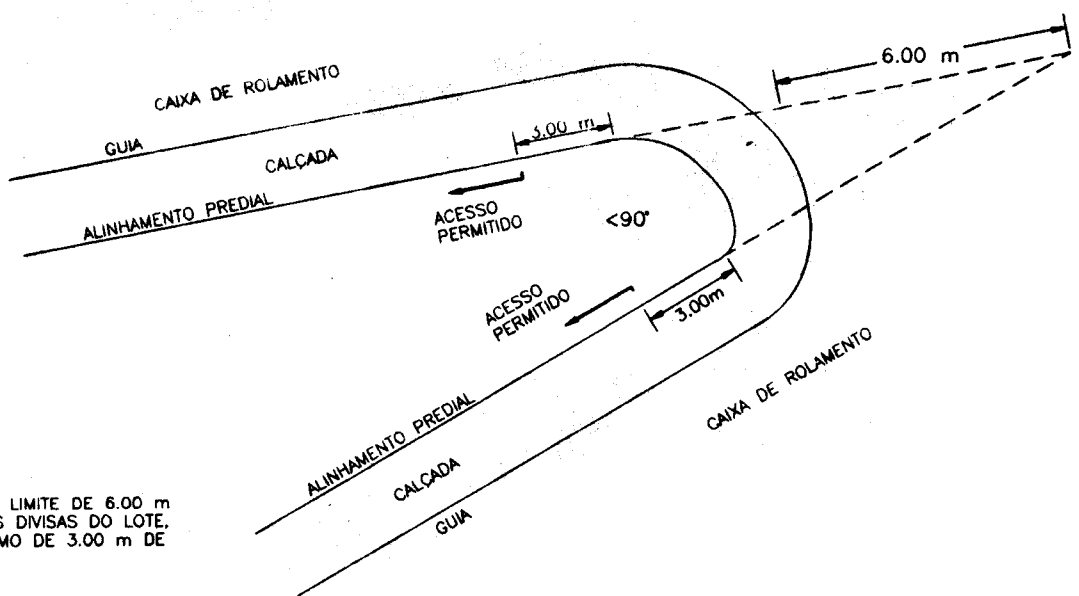 6.00 m
CAIXA DE ROLAMENTO
3.00 m
GUIA
CALÇADA
ALINHAMENTO PREDIAL
ACESSO
PERMITIDO
<90°
ACESSO
PERMITIDO
3.00m
CAIXA DE ROLAMENTO
ALINHAMENTO PREDIAL
CALÇADA
GUIA
LIMITE DE 6.00 m
S DIVISAS DO LOTE,
MO DE 3.00 m DE